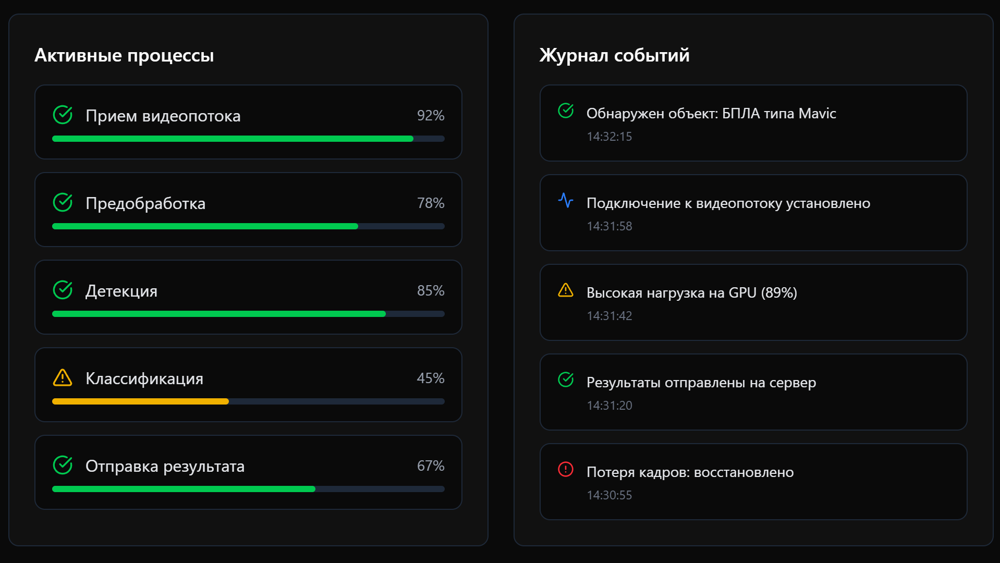 Активные процессы
Прием видеопотока 92%
Предобработка 78%
Детекция 85%
Классификация 45%
Отправка результата 67%
Журнал событий
Обнаружен объект: БПЛА типа Mavic
14:32:15
Подключение к видеопотоку установлено
14:31:58
Высокая нагрузка на GPU (89%)
14:31:42
Результаты отправлены на сервер
14:31:20
Потеря кадров: восстановлено
14:30:55